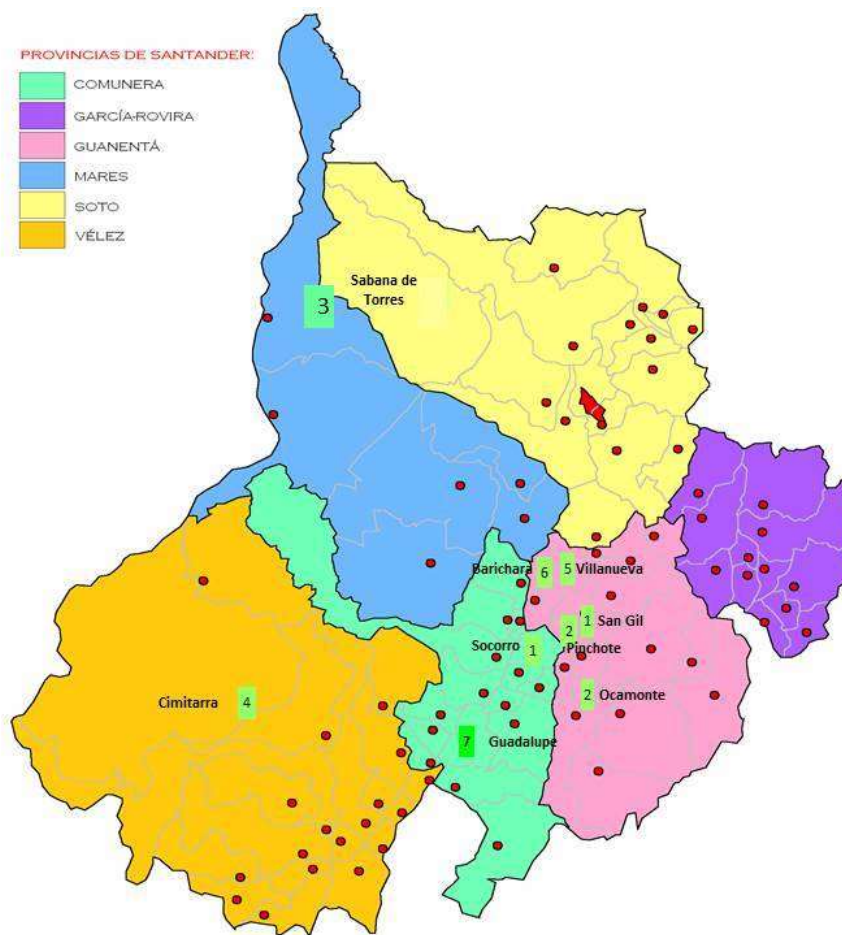 PROVINCIAS DE SANTANDER:
COMUNERA
GARCÍA-ROVIRA
GUANENTÁ
MARES
SOTO
VÉLEZ
Sabana de
Torres
3
Barichara 6 5 Villanueva
1 San Gil
2
Socorro 1 Pinchote
Cimitarra 4
2 Ocamonte
7 Guadalupe